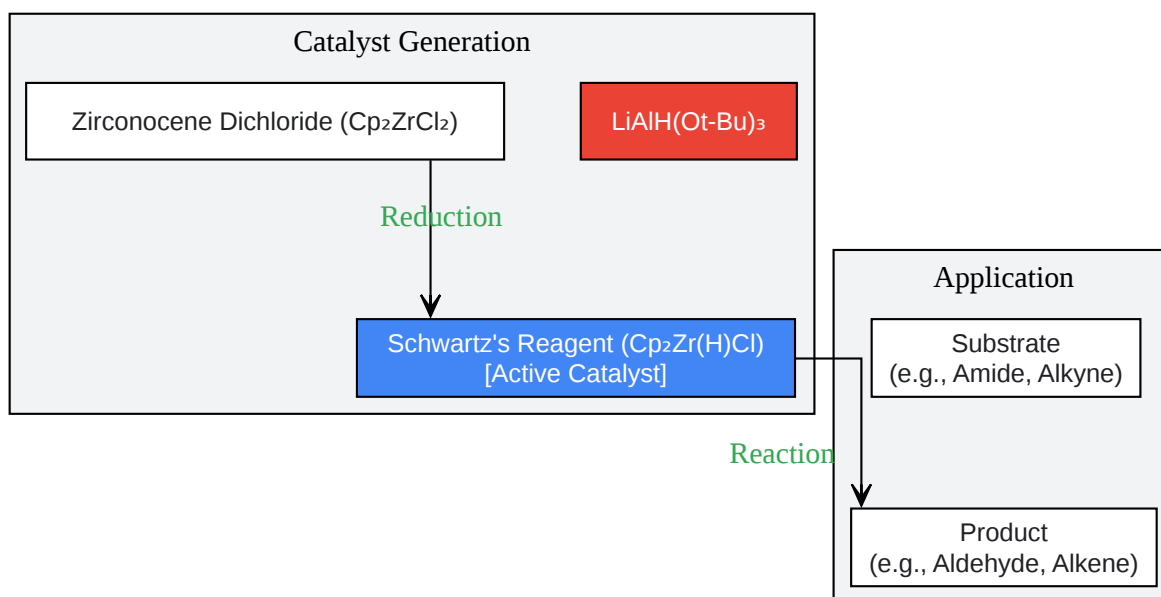 Catalyst Generation
Zirconocene Dichloride (Cp₂ZrCl₂)
LiAlH(Ot-Bu)₃
Reduction
Schwartz's Reagent (Cp₂Zr(H)Cl)
[Active Catalyst]
Application
Substrate
(e.g., Amide, Alkyne)
Reaction
Product
(e.g., Aldehyde, Alkene)